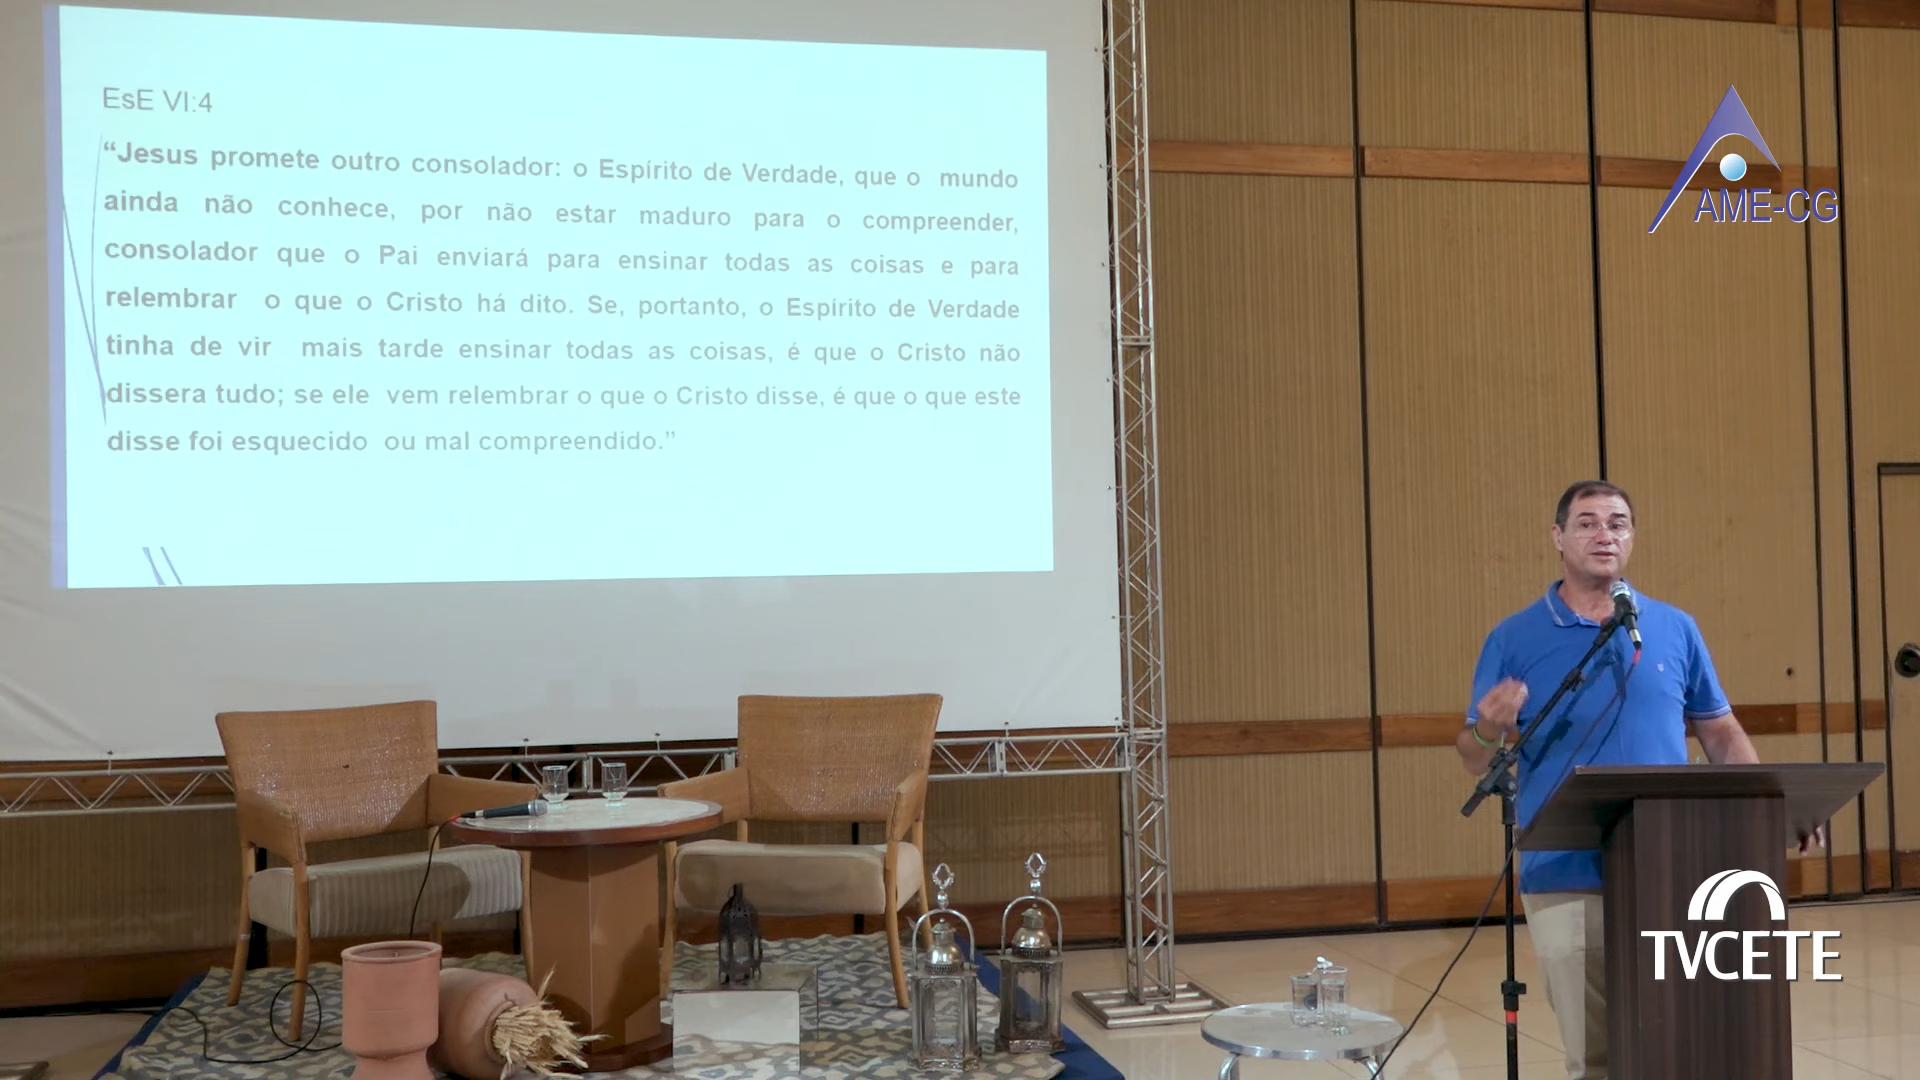 EsE VI:4
“Jesus promete outro consolador: o Espírito de Verdade, que o mundo
ainda não conhece, por não estar maduro para o compreender,
consolador que o Pai enviará para ensinar todas as coisas e para
relembrar o que o Cristo há dito. Se, portanto, o Espírito de Verdade
tinha de vir mais tarde ensinar todas as coisas, é que o Cristo não
dissera tudo; se ele vem relembrar o que o Cristo disse, é que o que este
disse foi esquecido ou mal compreendido.”
AME-CG
TVCETE